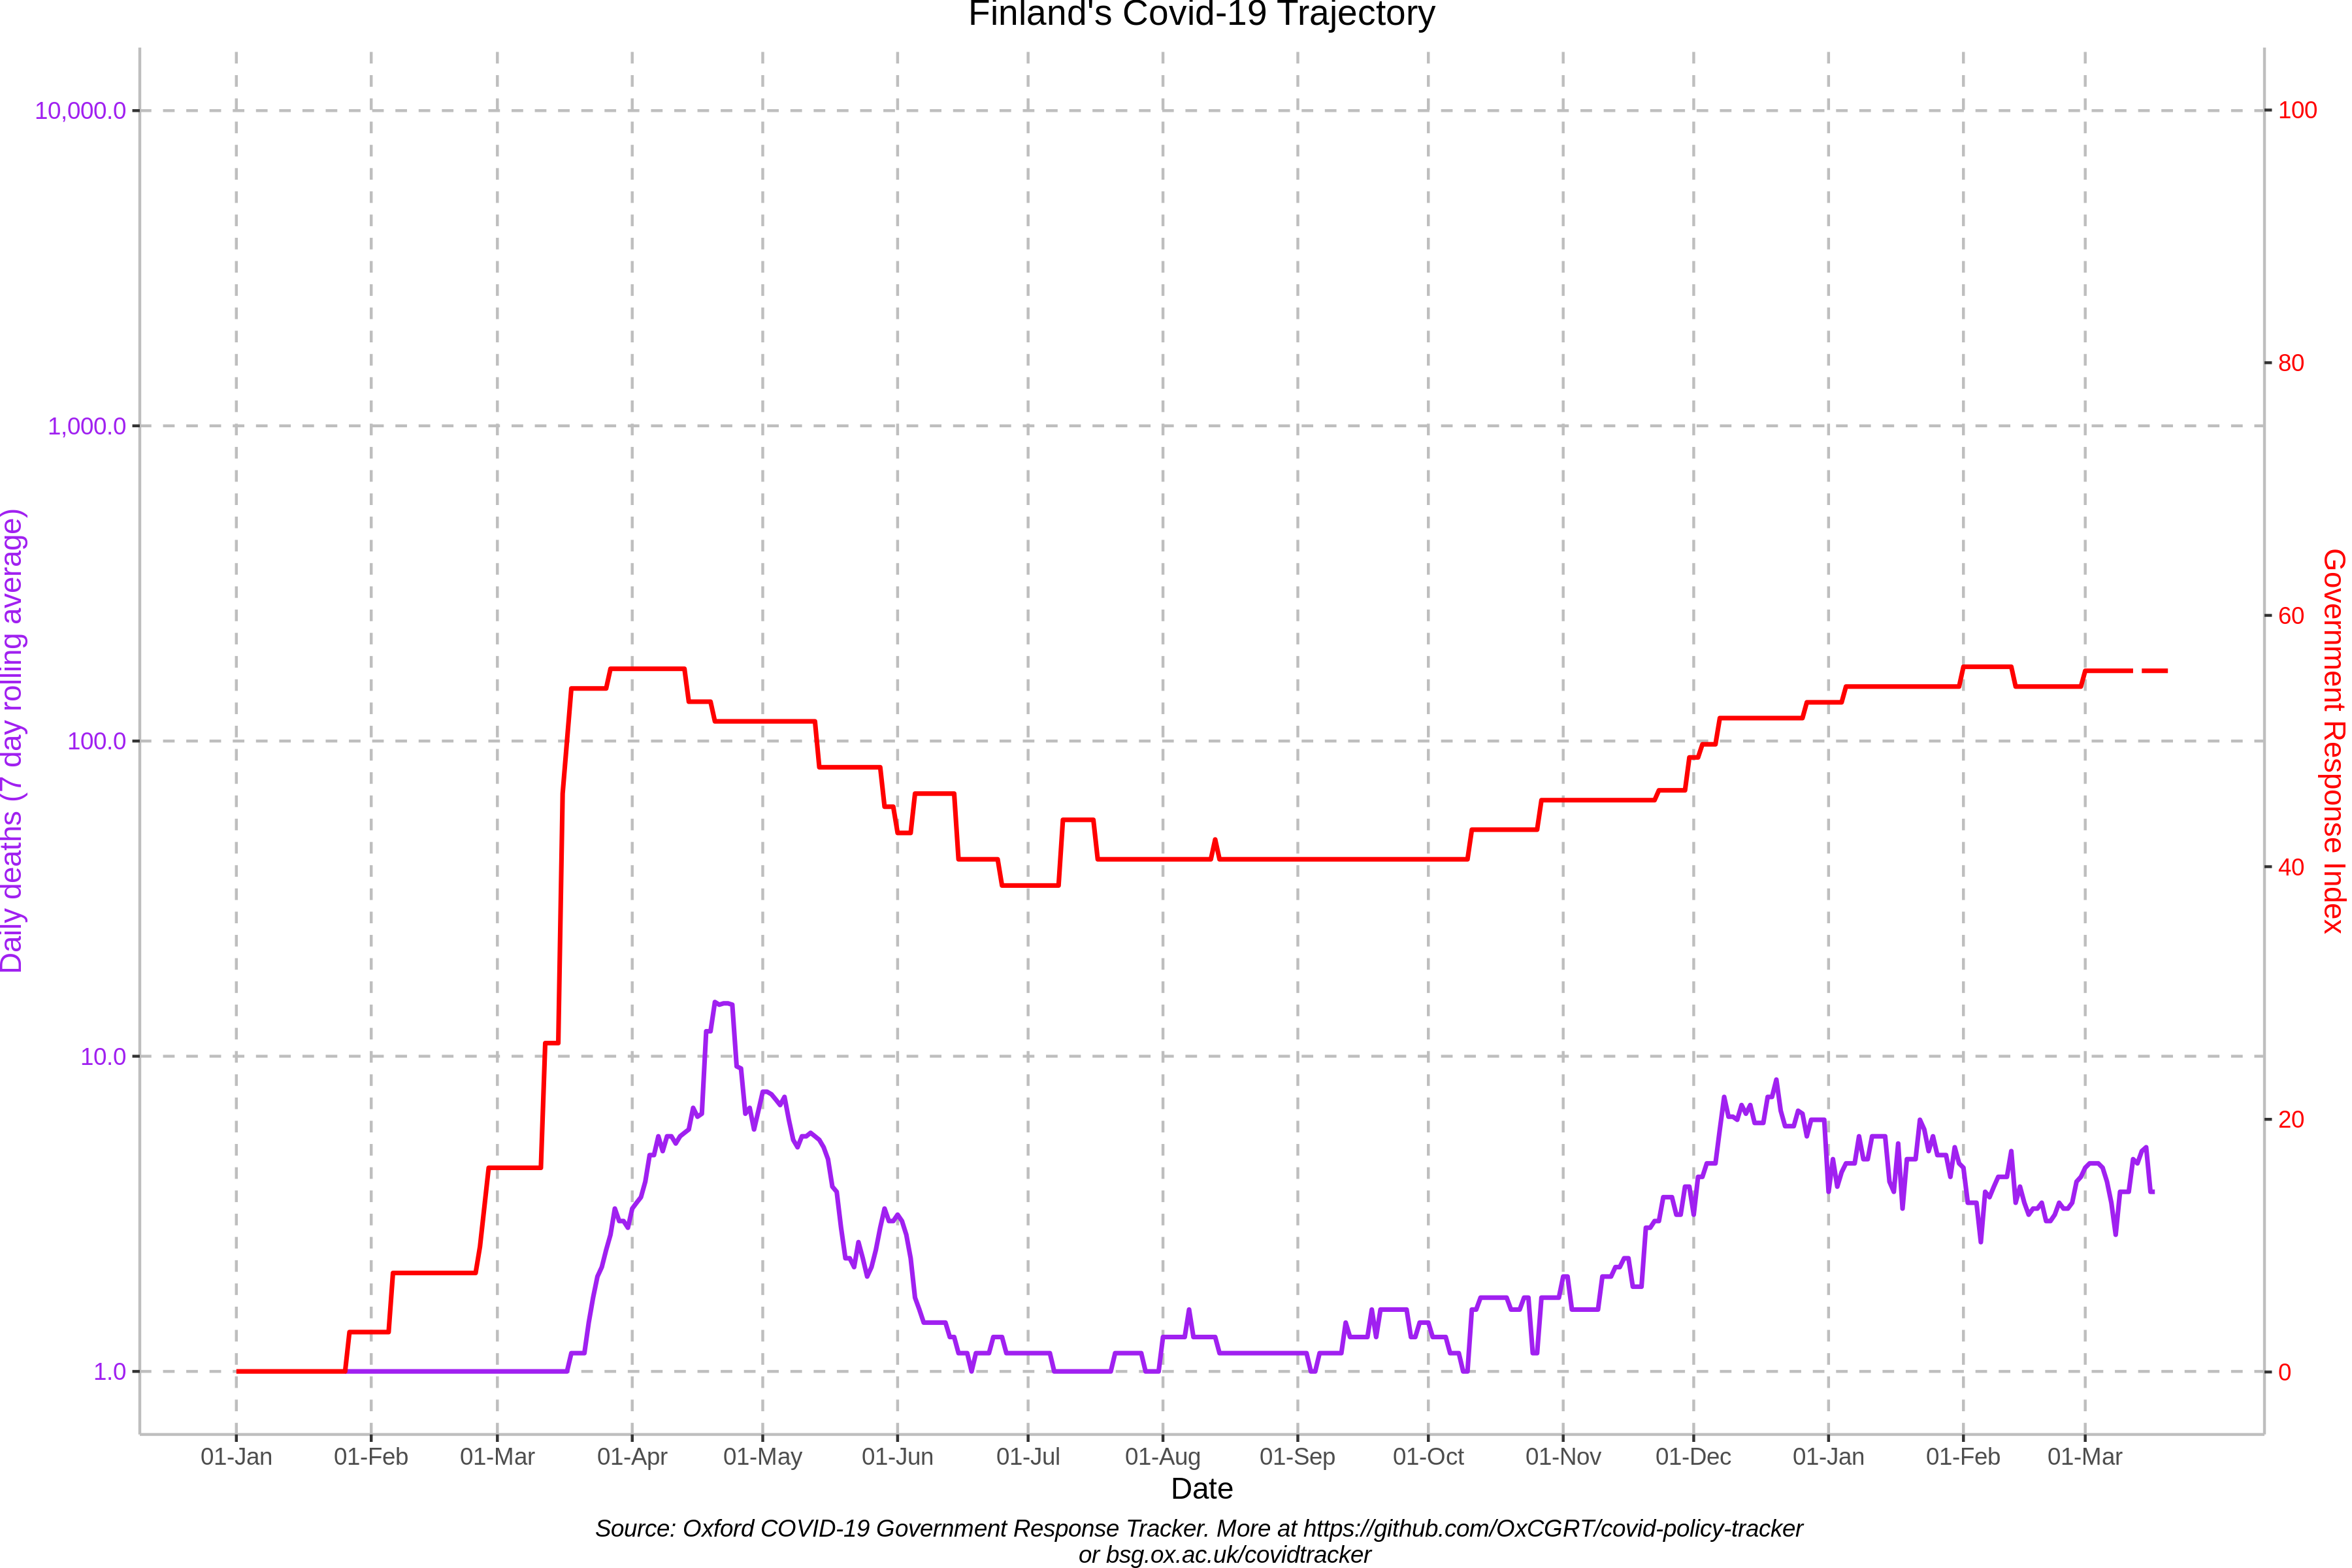 Finland's Covid-19 Trajectory
10,000.0
1,000.0
100.0
10.0
1.0
Daily deaths (7 day rolling average)
100
80
60
40
20
0
Government Response Index
01-Jan 01-Feb 01-Mar 01-Apr 01-May 01-Jun 01-Jul 01-Aug 01-Sep 01-Oct 01-Nov 01-Dec 01-Jan 01-Feb 01-Mar
Date
Source: Oxford COVID-19 Government Response Tracker. More at https://github.com/OxCGRT/covid-policy-tracker
or bsg.ox.ac.uk/covidtracker